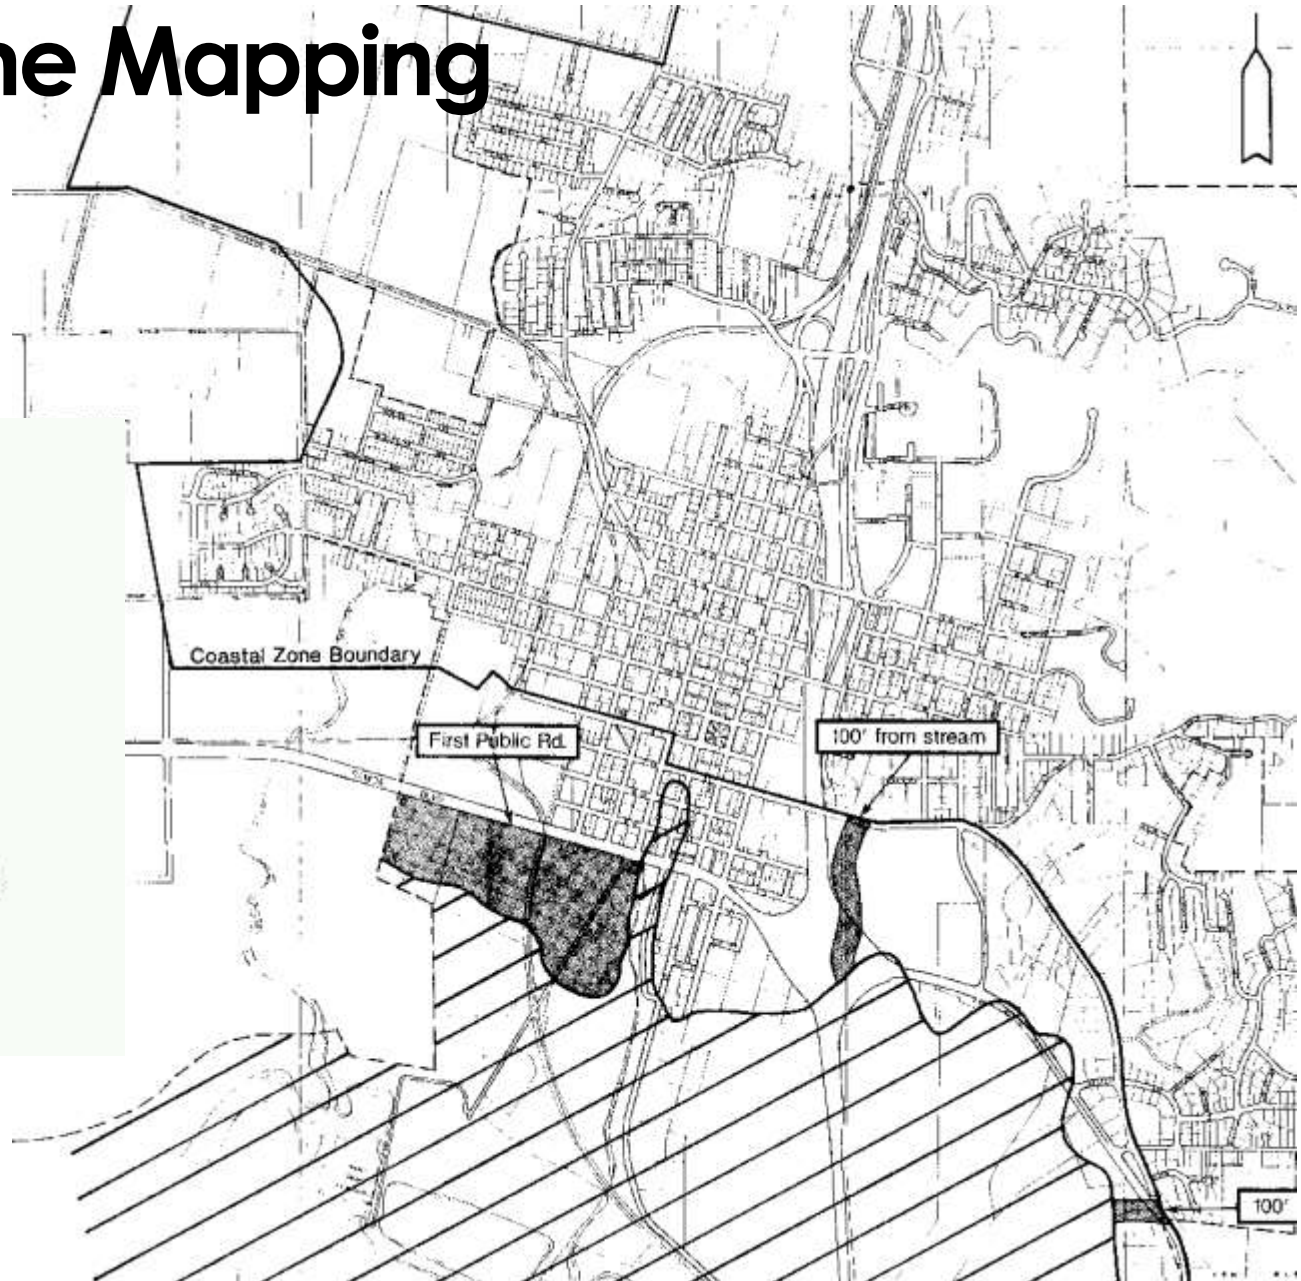 ne Mapping
Coastal Zone Boundary
First Public Rd.
100' from stream
100'